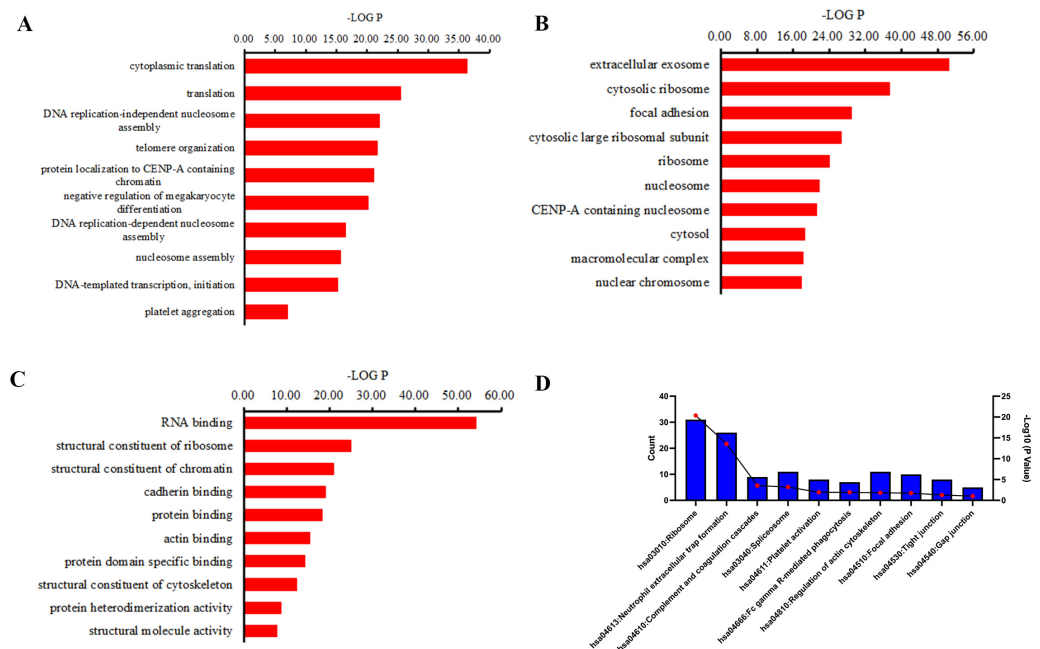 A
-LOG P
0.00 5.00 10.00 15.00 20.00 25.00 30.00 35.00 40.00
cytoplasmic translation
translation
DNA replication-independent nucleosome
assembly
telomere organization
protein localization to CENP-A containing
chromatin
negative regulation of megakaryocyte
differentiation
DNA replication-dependent nucleosome
assembly
nucleosome assembly
DNA-templated transcription, initiation
platelet aggregation
B
-LOG P
0.00 8.00 16.00 24.00 32.00 40.00 48.00 56.00
extracellular exosome
cytosolic ribosome
focal adhesion
cytosolic large ribosomal subunit
ribosome
nucleosome
CENP-A containing nucleosome
cytosol
macromolecular complex
nuclear chromosome
C
-LOG P
0.00 10.00 20.00 30.00 40.00 50.00 60.00
RNA binding
structural constituent of ribosome
structural constituent of chromatin
cadherin binding
protein binding
actin binding
protein domain specific binding
structural constituent of cytoskeleton
protein heterodimerization activity
structural molecule activity
D
40
30
20
10
0
Count
25
20
15
10
5
0
-Log10 (P Value)
hsa03010:Ribosome
hsa04613:Neutrophil extracellular trap formation
hsa04610:Complement and coagulation cascades
hsa03040:Spliceosome
hsa04611:Platelet activation
hsa04666:Fc gamma R-mediated phagocytosis
hsa04810:Regulation of actin cytoskeleton
hsa04510:Focal adhesion
hsa04530:Tight junction
hsa04540:Gap junction